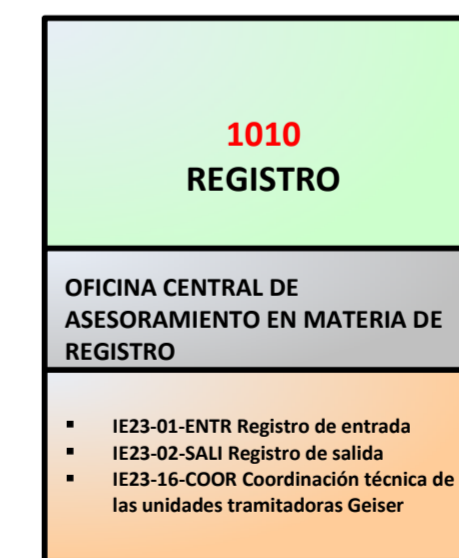 1010
REGISTRO
OFICINA CENTRAL DE
ASESORAMIENTO EN MATERIA DE
REGISTRO
▪ IE23-01-ENTR Registro de entrada
▪ IE23-02-SALI Registro de salida
▪ IE23-16-COOR Coordinación técnica de
las unidades tramitadoras Geiser